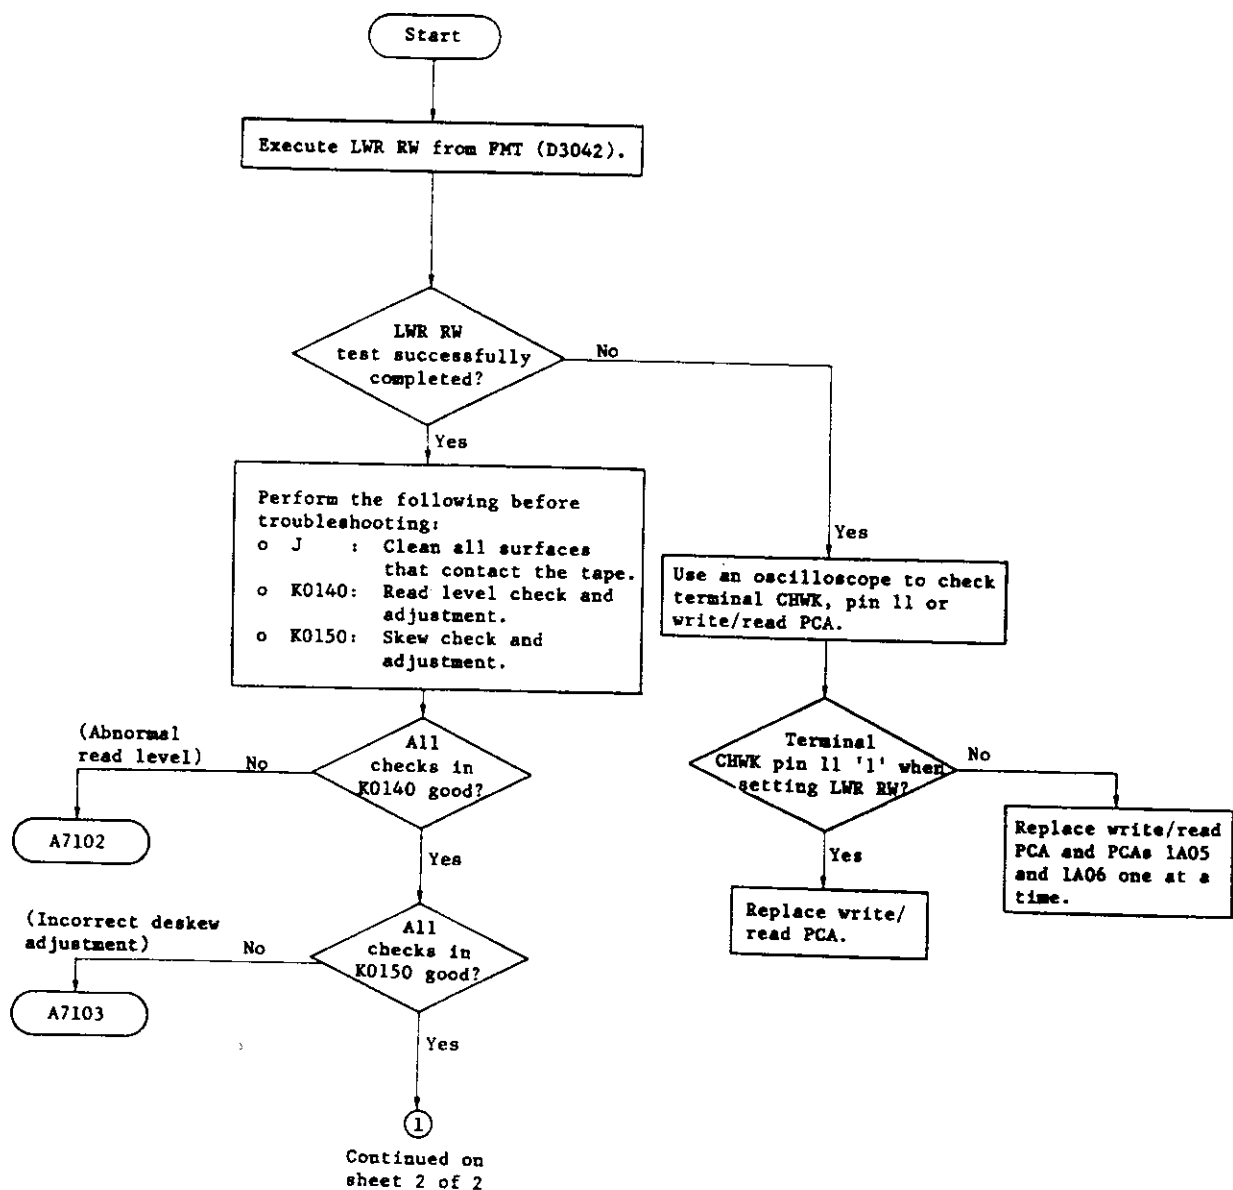 Start
Execute LWR RW from FMT (D3042).
LWR RW
test successfully
completed?
No
Yes
Perform the following before
troubleshooting:
o J : Clean all surfaces
that contact the tape.
o K0140: Read level check and
adjustment.
o K0150: Skew check and
adjustment.
Yes
Use an oscilloscope to check
terminal CHWK, pin 11 or
write/read PCA.
(Abnormal
read level)
No
All
checks in
K0140 good?
A7102
Yes
Terminal
CHWK pin 11 '1' when
setting LWR RW?
No
Replace write/read
PCA and PCAs 1A05
and 1A06 one at a
time.
Yes
Replace write/
read PCA.
(Incorrect deskew
adjustment)
No
All
checks in
K0150 good?
A7103
Yes
1
Continued on
sheet 2 of 2